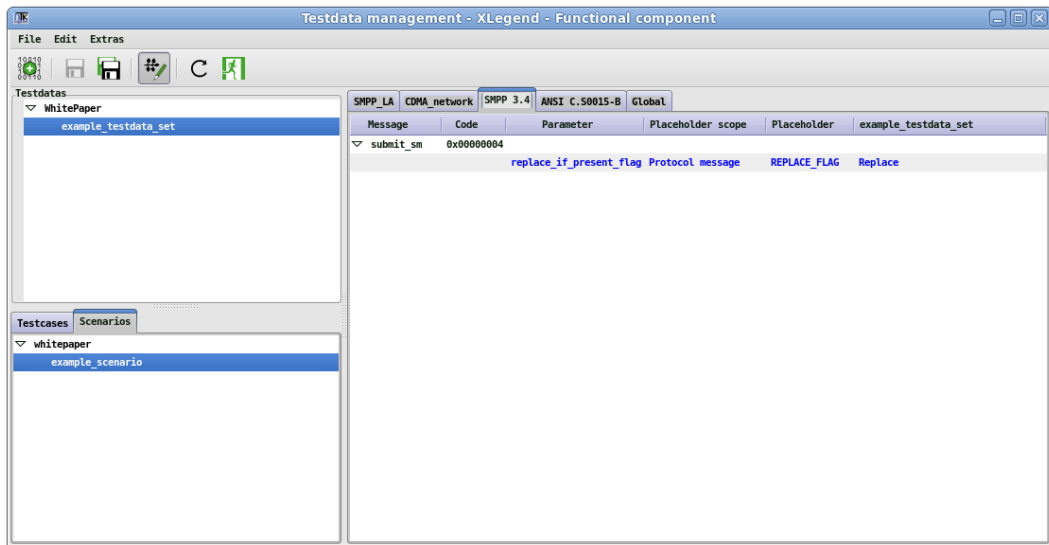 Testdata management - XLegend - Functional component
File Edit Extras
Testdatas
WhitePaper
example_testdata_set
SMPP_LA CDMA_network SMPP 3.4 ANSI C.S0015-B Global
Message Code Parameter Placeholder scope Placeholder example_testdata_set
submit_sm 0x00000004
replace_if_present_flag Protocol message REPLACE_FLAG Replace
Testcases Scenarios
whitepaper
example_scenario